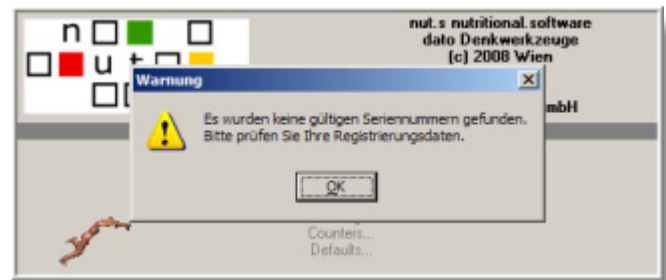 n
u t
nut.s nutritional.software
dato Denkwerkzeuge
(c) 2008 Wien
mbH
Warnung
Es wurden keine gültigen Seriennummern gefunden.
Bitte prüfen Sie Ihre Registrierungsdaten.
OK
Counters...
Defaults...